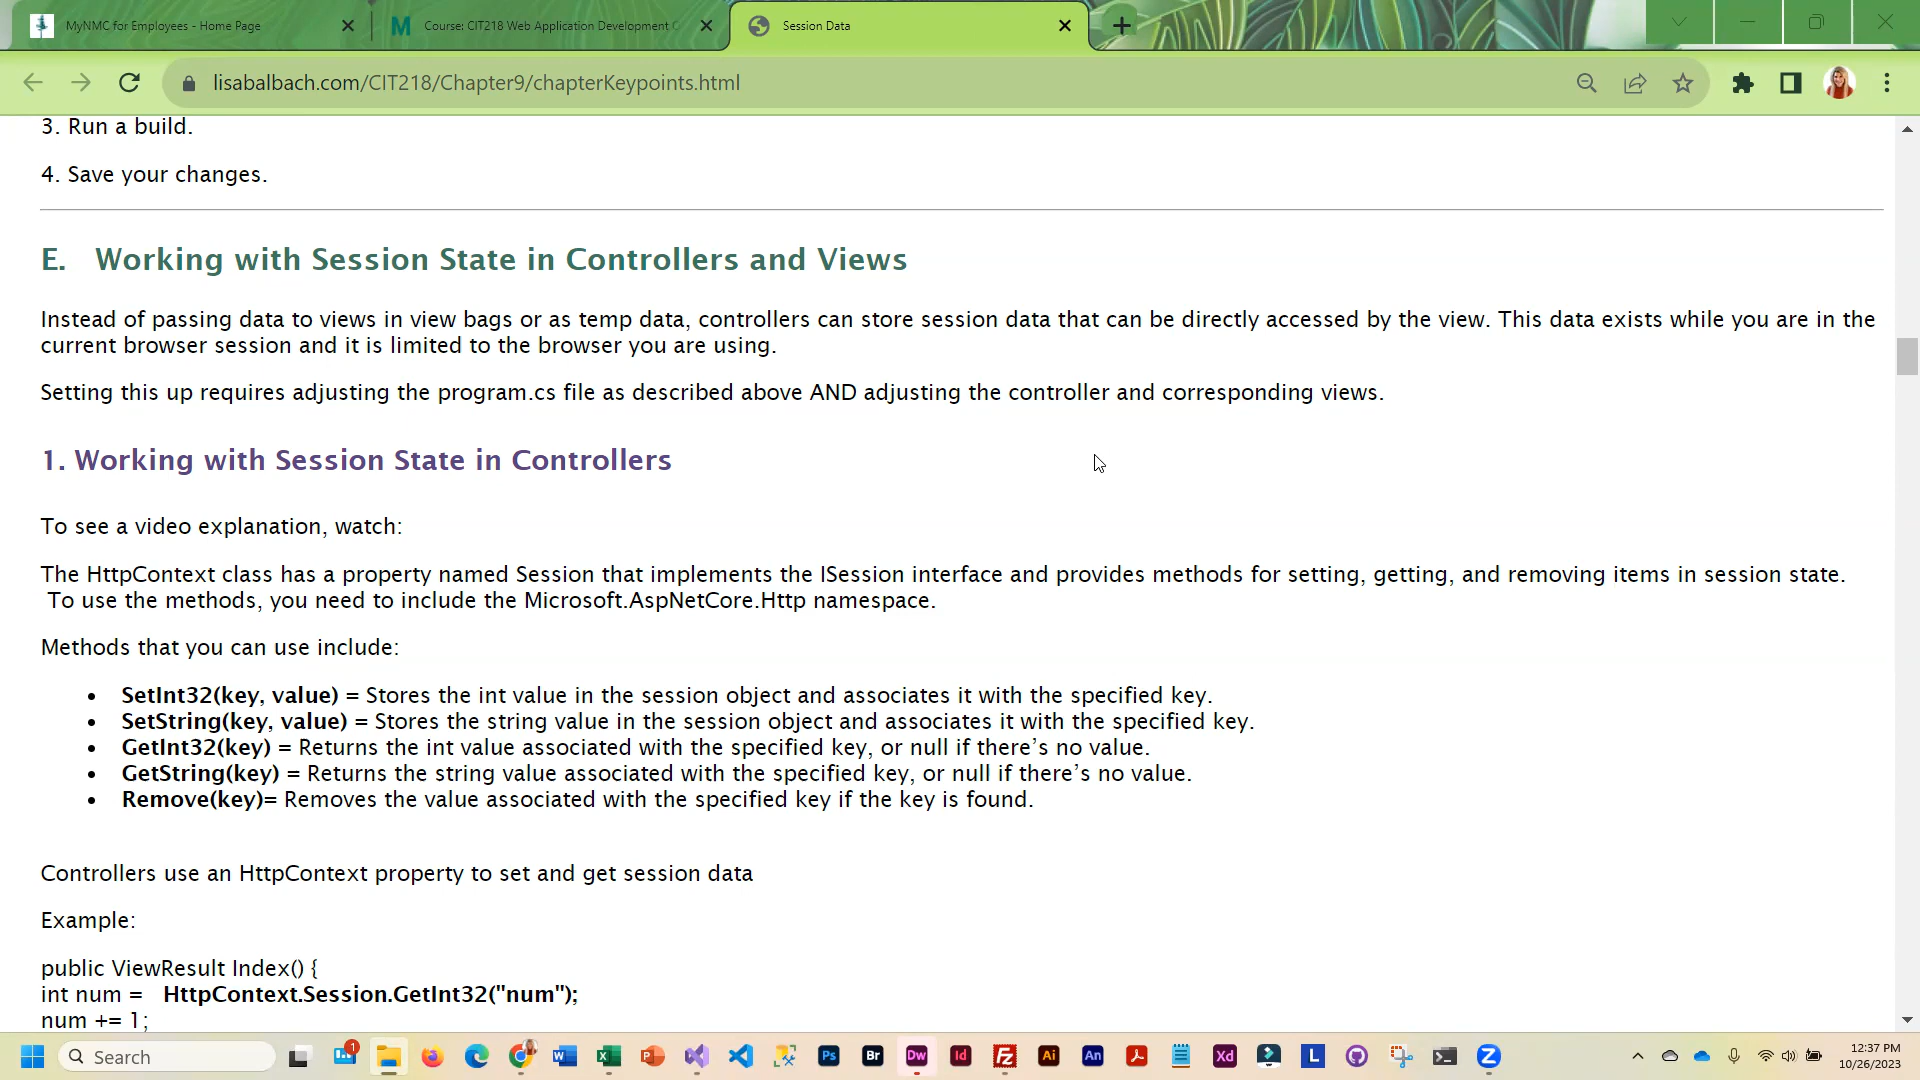 MyNMC for Employees - Home Page
Course: CIT218 Web Application Development
Session Data
lisabalbach.com/CIT218/Chapter9/chapterKeypoints.html
3. Run a build.
4. Save your changes.
E. Working with Session State in Controllers and Views
Instead of passing data to views in view bags or as temp data, controllers can store session data that can be directly accessed by the view. This data exists while you are in the
current browser session and it is limited to the browser you are using.
Setting this up requires adjusting the program.cs file as described above AND adjusting the controller and corresponding views.
1. Working with Session State in Controllers
To see a video explanation, watch:
The HttpContext class has a property named Session that implements the ISession interface and provides methods for setting, getting, and removing items in session state.
To use the methods, you need to include the Microsoft.AspNetCore.Http namespace.
Methods that you can use include:
• SetInt32(key, value) = Stores the int value in the session object and associates it with the specified key.
• SetString(key, value) = Stores the string value in the session object and associates it with the specified key.
• GetInt32(key) = Returns the int value associated with the specified key, or null if there’s no value.
• GetString(key) = Returns the string value associated with the specified key, or null if there’s no value.
• Remove(key)= Removes the value associated with the specified key if the key is found.
Controllers use an HttpContext property to set and get session data
Example:
public ViewResult Index() {
int num = HttpContext.Session.GetInt32("num");
num += 1;
Search
1
Ps
Br
Dw
Id
Fz
Ai
An
Xd
L
12:37 PM
10/26/2023